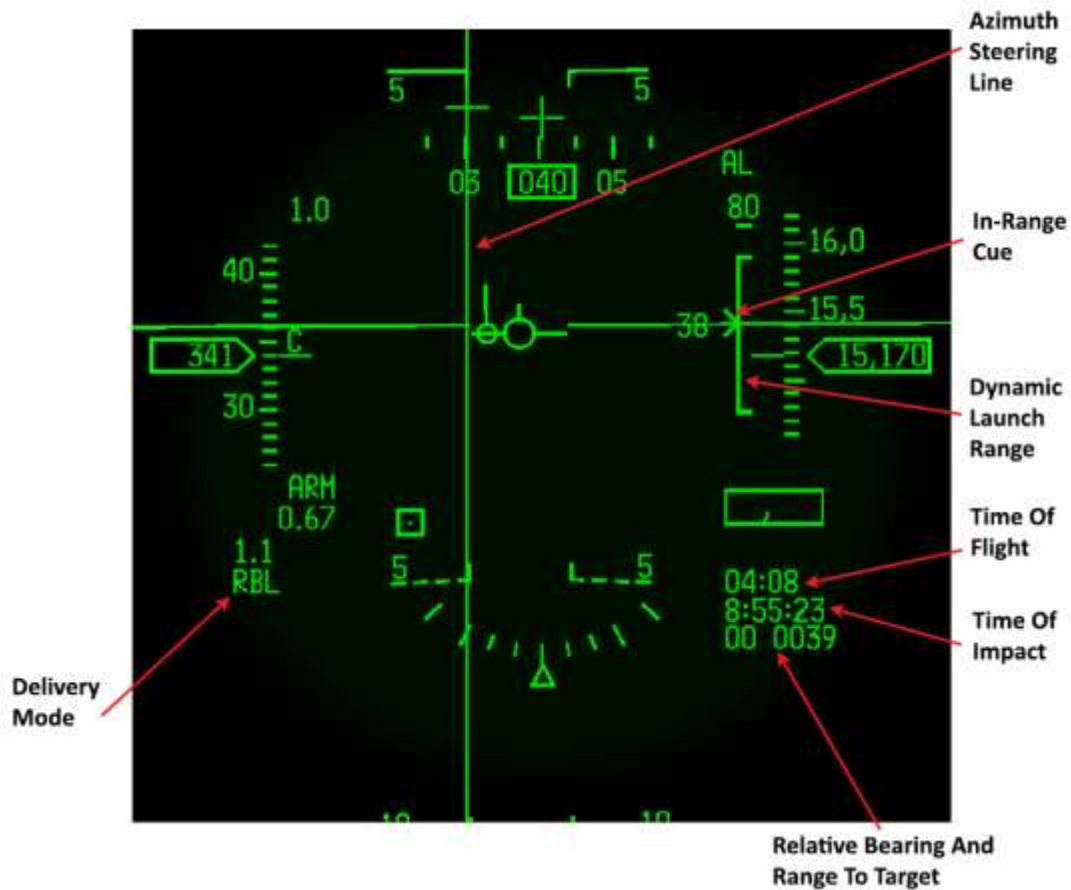 Azimuth
Steering
Line
5 5
03 040 05
AL
1.0
80
In-Range
Cue
40
16,0
15,5
38
C
341
15,170
30
Dynamic
Launch
Range
ARM
0.67
Time Of
Flight
1.1
RBL
5 5
04:08
8:55:23
00 0039
Time Of
Impact
Delivery
Mode
10 10
Relative Bearing And
Range To Target